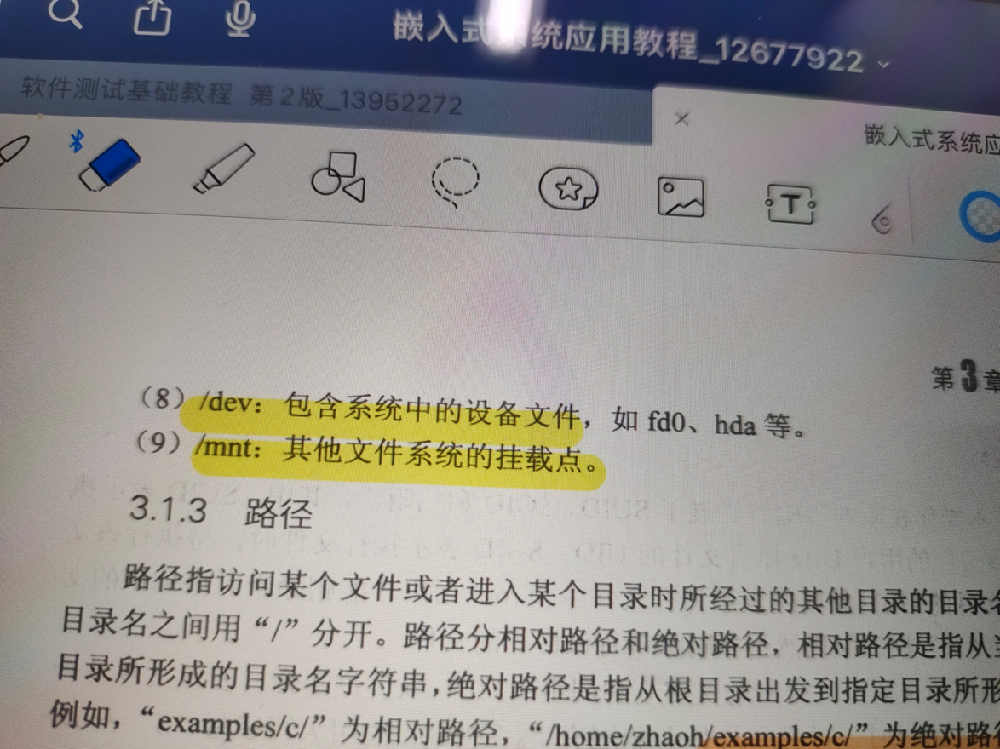 嵌入式系统应用教程_12677922
软件测试基础教程 第2版_13952272
嵌入式系统应
T
第3章
（8）/dev：包含系统中的设备文件，如 fd0、hda 等。
（9）/mnt：其他文件系统的挂载点。
3.1.3 路径
路径指访问某个文件或者进入某个目录时所经过的其他目录的目录名
目录名之间用“/”分开。路径分相对路径和绝对路径，相对路径是指从当
目录所形成的目录名字符串，绝对路径是指从根目录出发到指定目录所形
例如，“examples/c/”为相对路径，“/home/zhaoh/examples/c/”为绝对路径